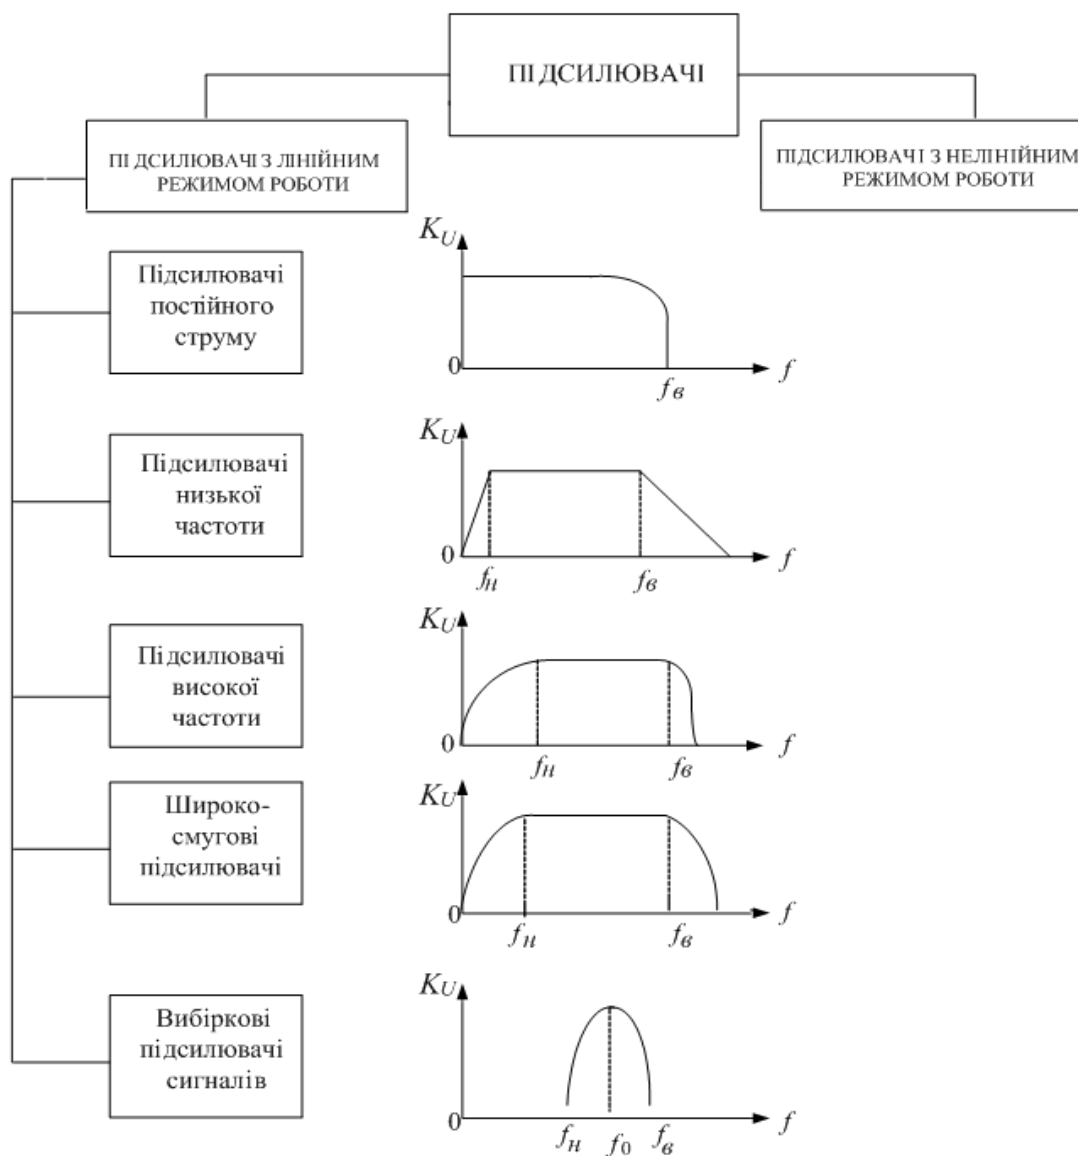 ПІДСИЛЮВАЧІ
ПІДСИЛЮВАЧІ З ЛІНІЙНИМ
РЕЖИМОМ РОБОТИ
ПІДСИЛЮВАЧІ З НЕЛІНІЙНИМ
РЕЖИМОМ РОБОТИ
Підсилювачі
постійного
струму
K_U
0
f_в
f
Підсилювачі
низької
частоти
K_U
0
f_н
f_в
f
Підсилювачі
високої
частоти
K_U
0
f_н
f_в
f
Широко-
смугові
підсилювачі
K_U
0
f_н
f_в
f
Вибіркові
підсилювачі
сигналів
K_U
0
f_н
f_0
f_в
f